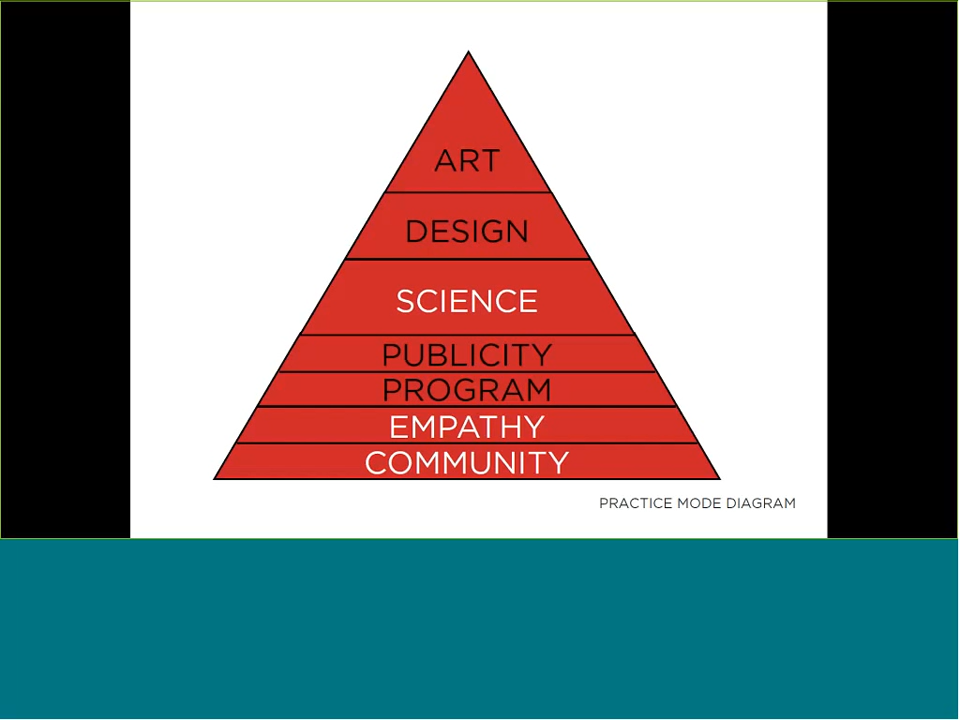 ART
DESIGN
SCIENCE
PUBLICITY
PROGRAM
EMPATHY
COMMUNITY
PRACTICE MODE DIAGRAM